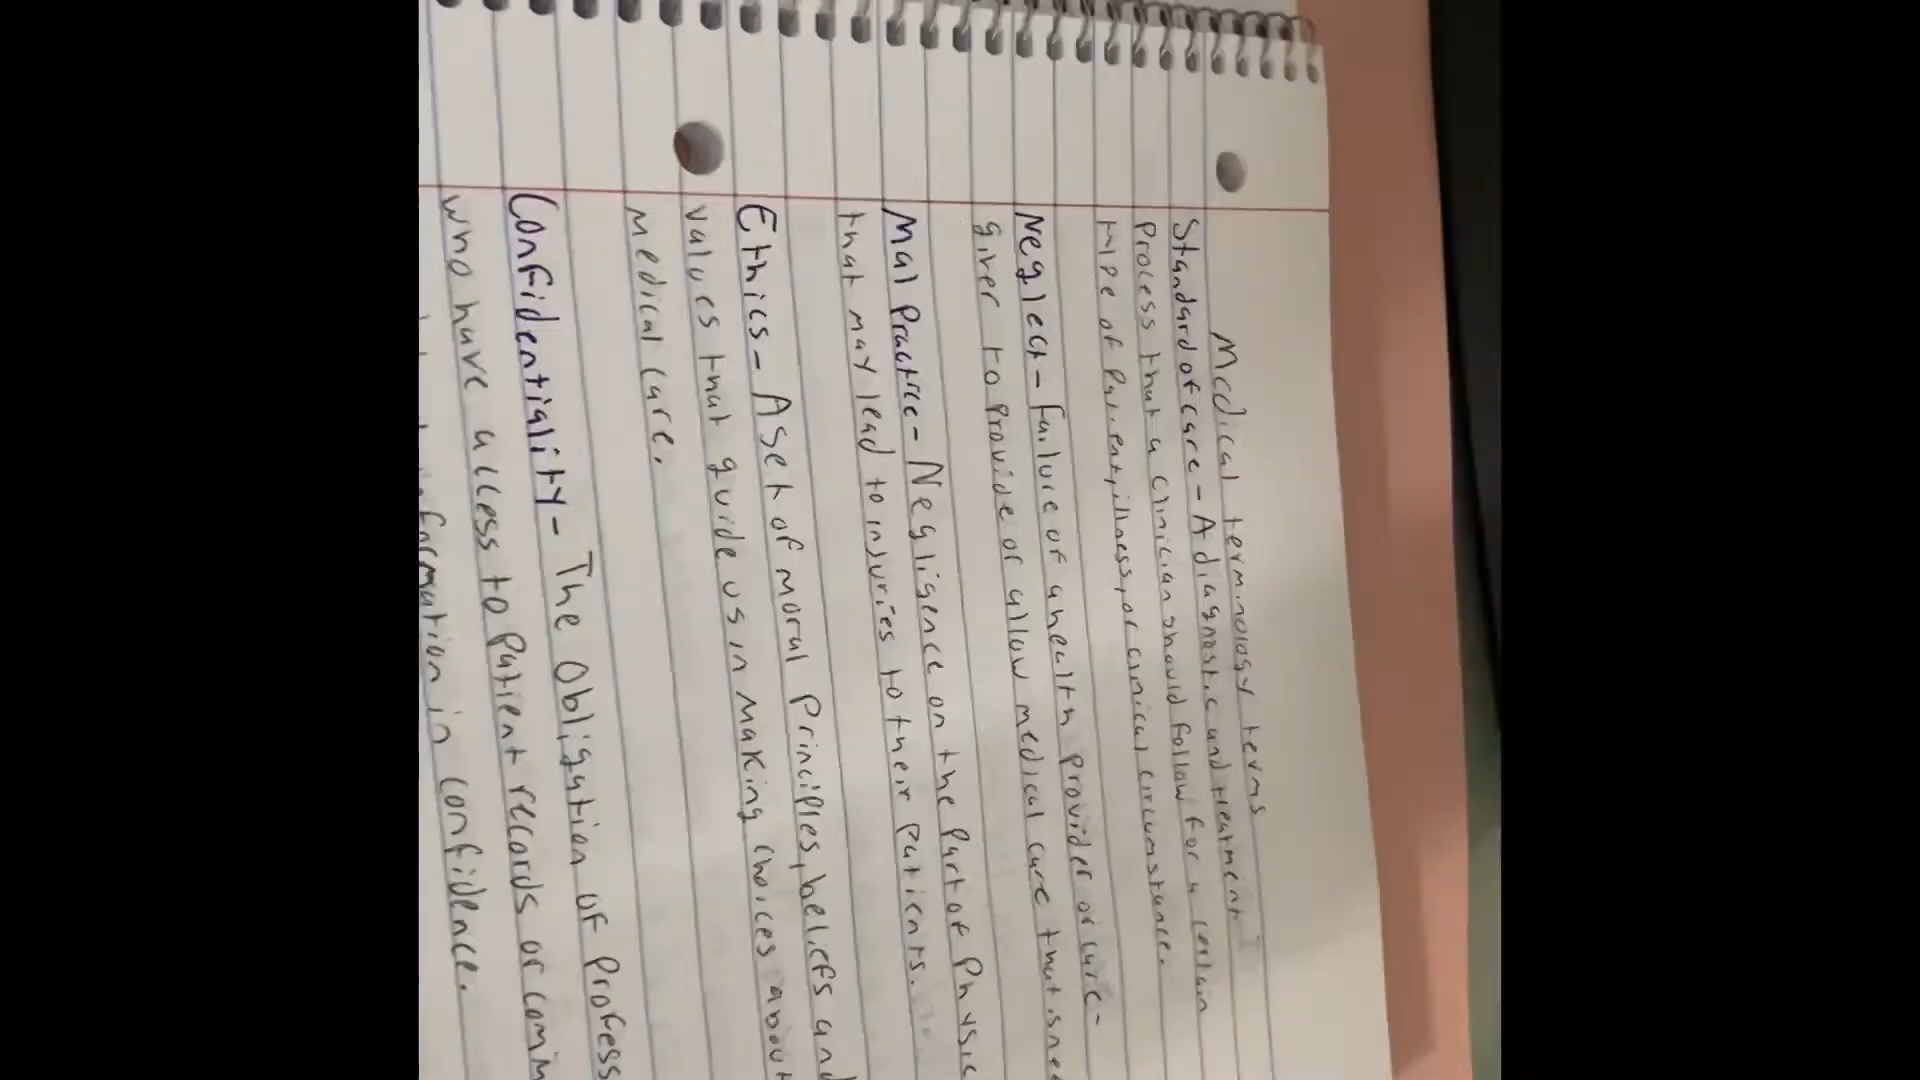 Medical terminology terms
Standard of care - A diagnostic and treatment
Process that a clinician should follow for a certain
type of patient, illness, or clinical circumstance.
Neglect - Failure of a health provider or care-
giver to provide or allow medical care that is
Mal Practice - Negligence on the part of
that may lead to injuries to their patients.
Ethics - A set of moral Principles, beliefs and
values that guide us in making choices about
medical care.
Confidentiality - The Obligation of
who have access to Patient records or
information in confidence.